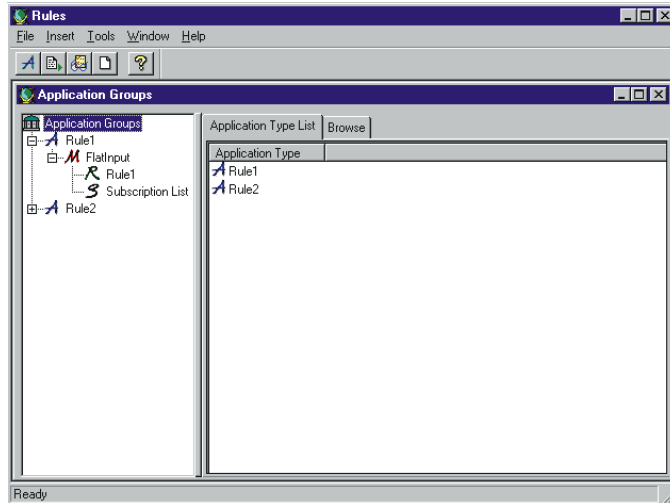 Rules
File Insert Tools Window Help
Application Groups
Application Groups
Rule1
FlatInput
Rule1
Subscription List
Rule2
Application Type List
Browse
Application Type
Rule1
Rule2
Ready